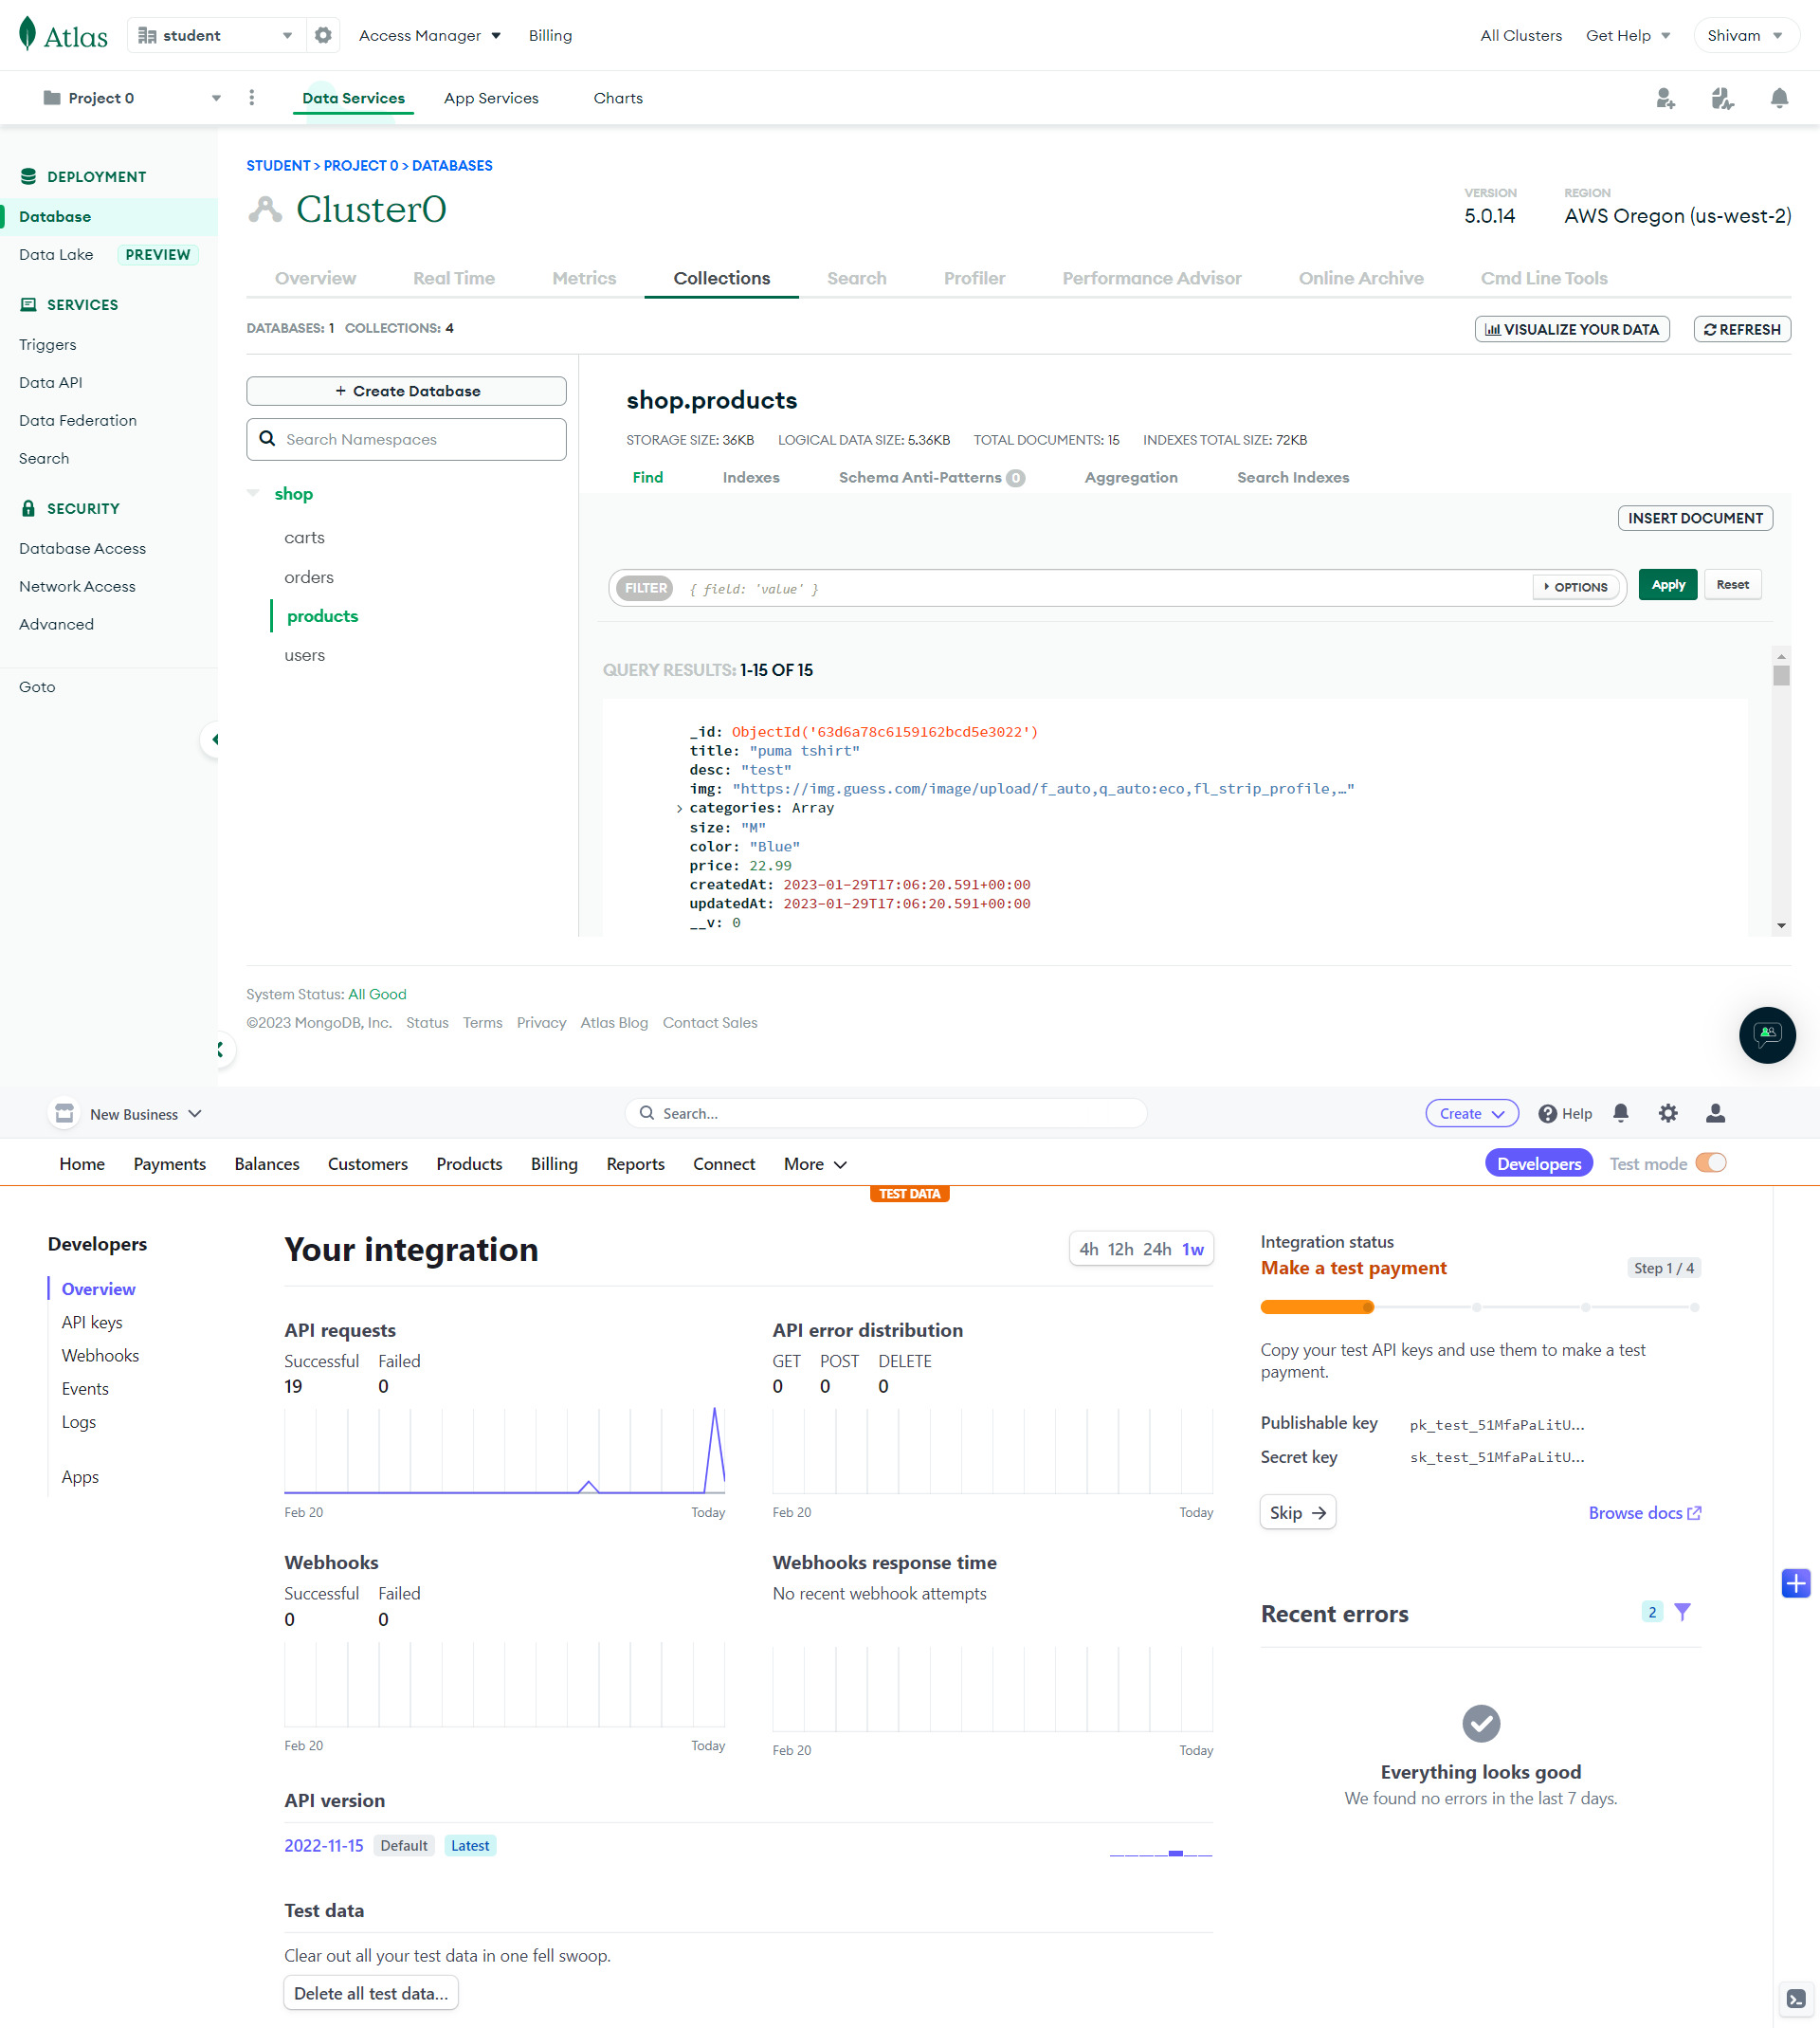 Atlas
student
Access Manager
Billing
All Clusters
Get Help
Shivam
Project 0
Data Services
App Services
Charts
DEPLOYMENT
Database
Data Lake PREVIEW
SERVICES
Triggers
Data API
Data Federation
Search
SECURITY
Database Access
Network Access
Advanced
Goto
STUDENT > PROJECT 0 > DATABASES
Cluster0
VERSION
5.0.14
REGION
AWS Oregon (us-west-2)
Overview
Real Time
Metrics
Collections
Search
Profiler
Performance Advisor
Online Archive
Cmd Line Tools
DATABASES: 1 COLLECTIONS: 4
VISUALIZE YOUR DATA
REFRESH
+ Create Database
Search Namespaces
shop
carts
orders
products
users
shop.products
STORAGE SIZE: 36KB LOGICAL DATA SIZE: 5.36KB TOTAL DOCUMENTS: 15 INDEXES TOTAL SIZE: 72KB
Find
Indexes
Schema Anti-Patterns 0
Aggregation
Search Indexes
INSERT DOCUMENT
FILTER { field: 'value' }
OPTIONS
Apply
Reset
QUERY RESULTS: 1-15 OF 15
_id: ObjectId('63d6a78c6159162bcd5e3022')
title: "puma tshirt"
desc: "test"
img: "https://img.guess.com/image/upload/f_auto,q_auto:eco,fl_strip_profile,…"
categories: Array
size: "M"
color: "Blue"
price: 22.99
createdAt: 2023-01-29T17:06:20.591+00:00
updatedAt: 2023-01-29T17:06:20.591+00:00
__v: 0
System Status: All Good
©2023 MongoDB, Inc. Status Terms Privacy Atlas Blog Contact Sales
New Business
Search...
Create
Help
Home
Payments
Balances
Customers
Products
Billing
Reports
Connect
More
Developers
Test mode
TEST DATA
Developers
Overview
API keys
Webhooks
Events
Logs
Apps
Your integration
4h 12h 24h 1w
API requests
Successful Failed
19 0
Feb 20 Today
API error distribution
GET POST DELETE
0 0 0
Feb 20 Today
Webhooks
Successful Failed
0 0
Feb 20 Today
Webhooks response time
No recent webhook attempts
Feb 20 Today
API version
2022-11-15 Default Latest
Test data
Clear out all your test data in one fell swoop.
Delete all test data...
Integration status
Make a test payment
Step 1 / 4
Copy your test API keys and use them to make a test
payment.
Publishable key pk_test_51MfaPaLitU...
Secret key sk_test_51MfaPaLitU...
Skip →
Browse docs
Recent errors
2
Everything looks good
We found no errors in the last 7 days.